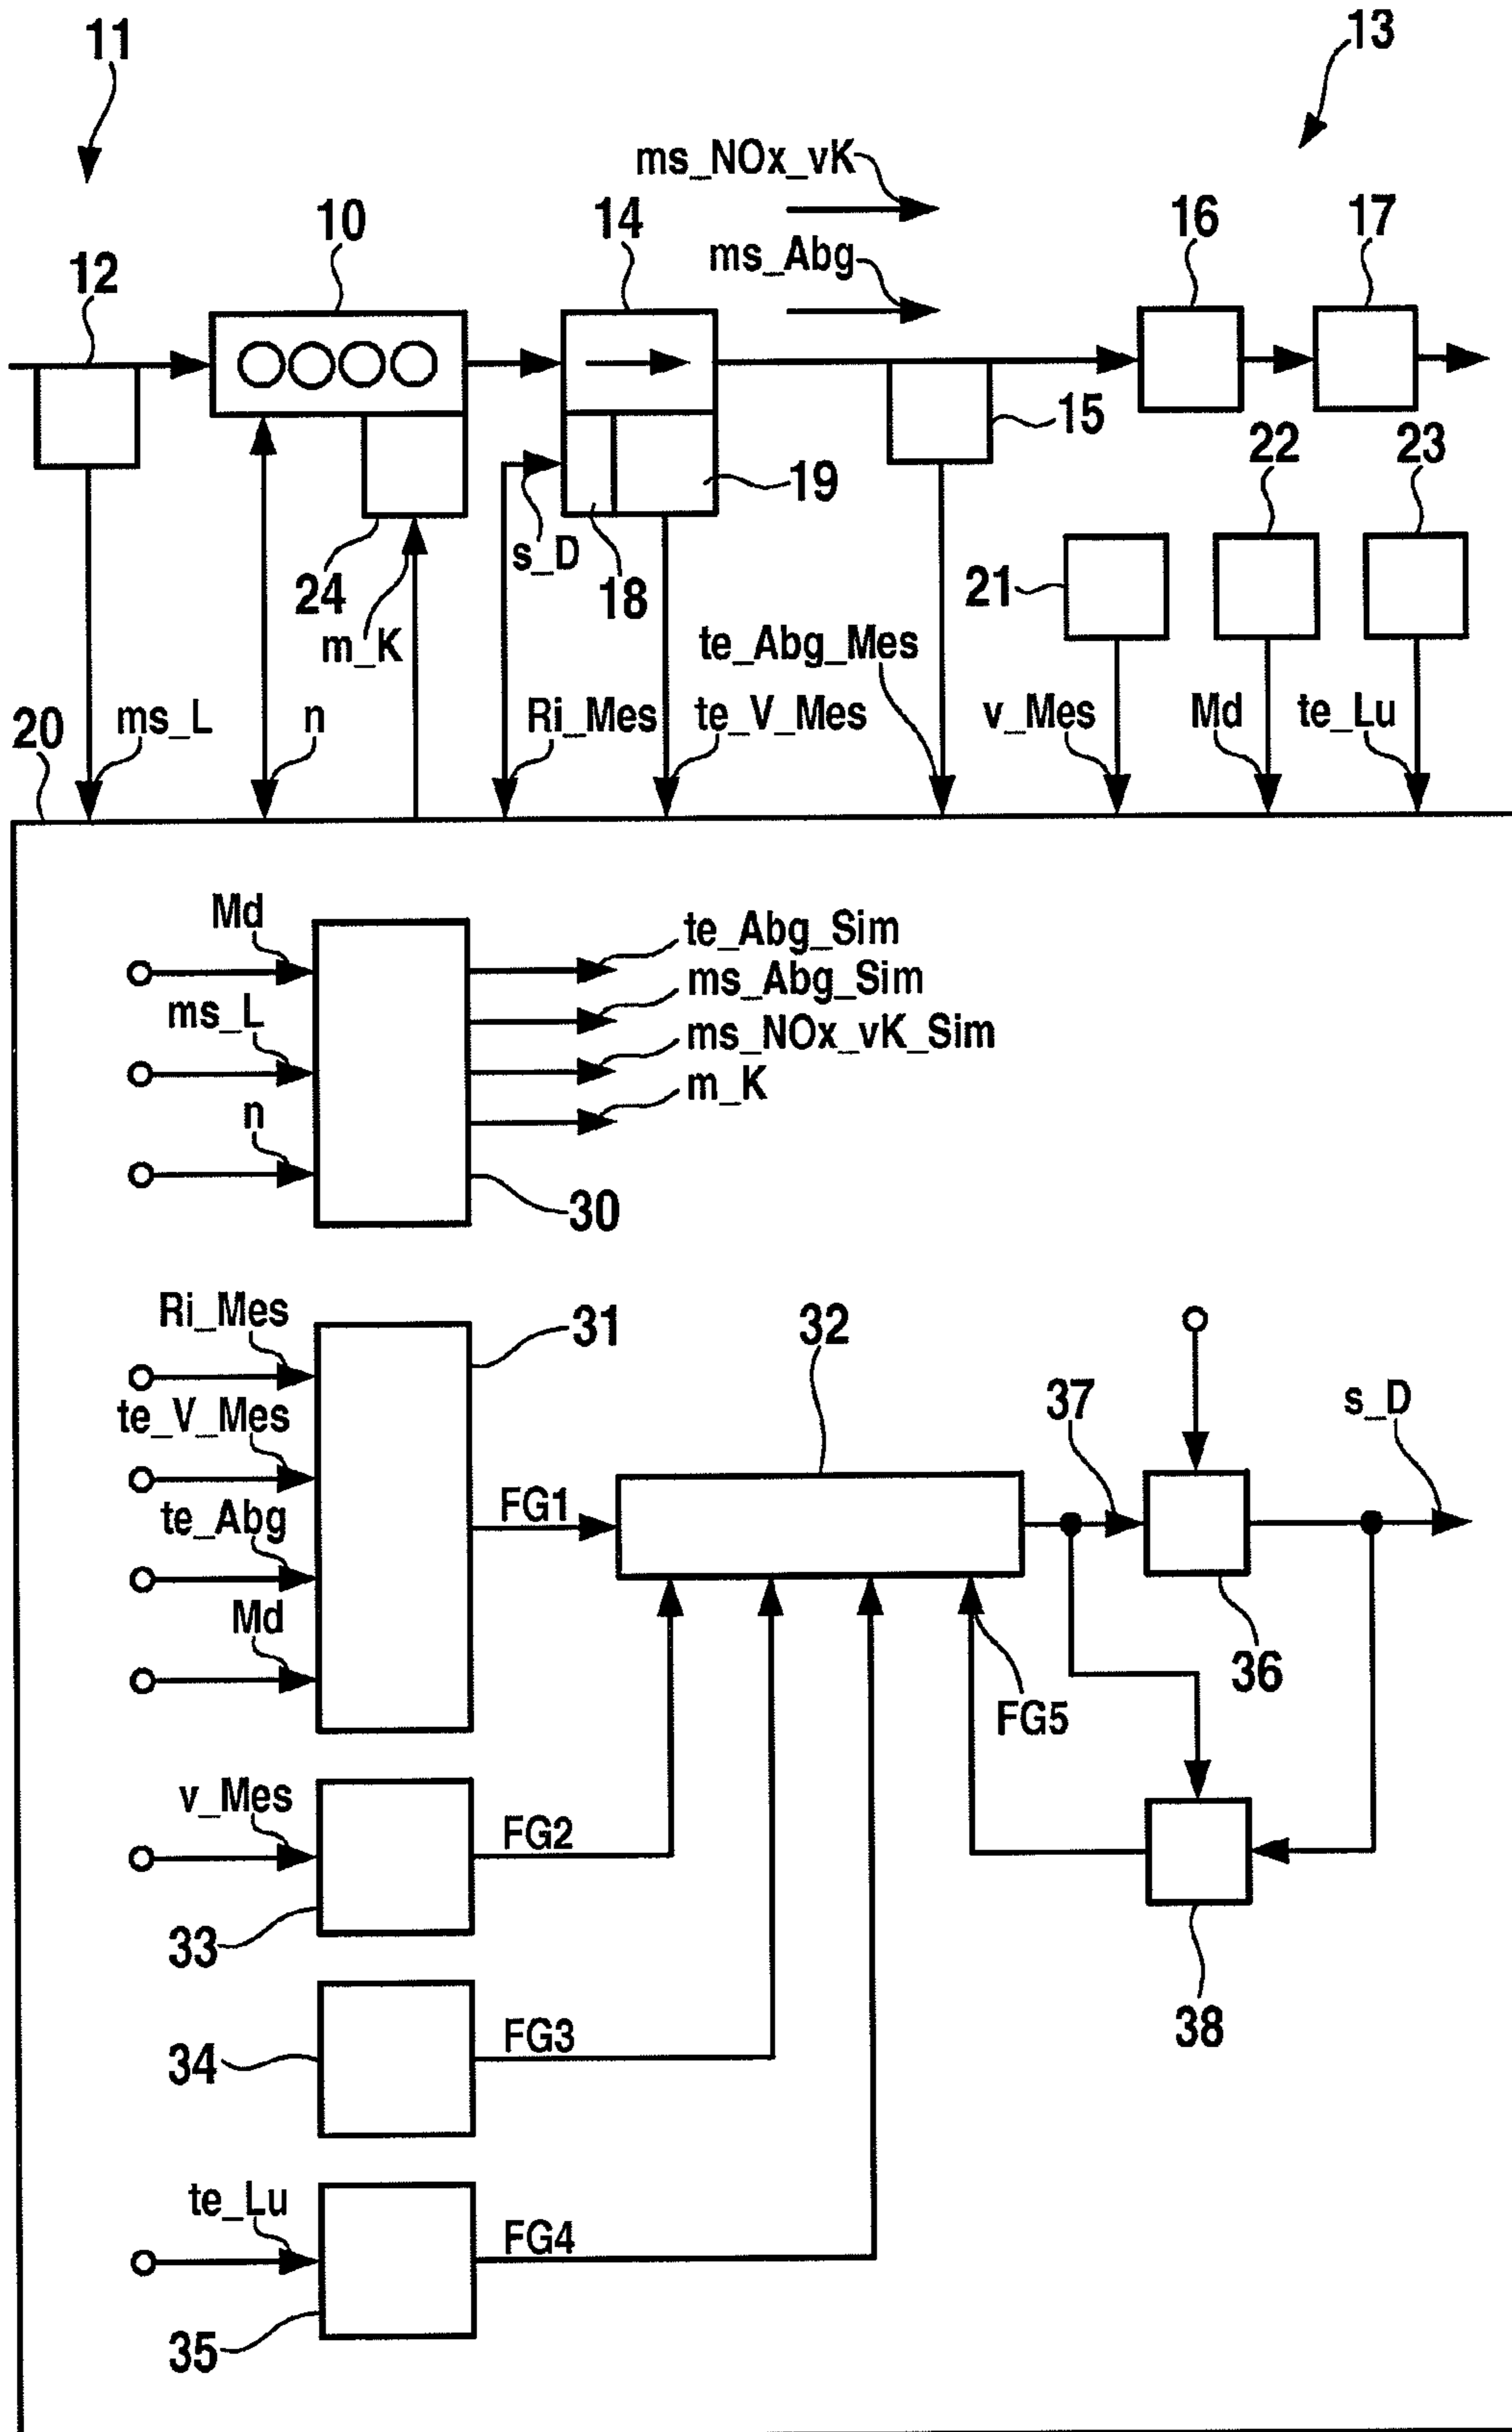 11
13
ms_NOx_vK
10
14
16
17
12
ms_Abg
15
22
23
19
24
s_D
18
21
m_K
te_Abg_Mes
20
ms_L
n
Ri_Mes
te_V_Mes
v_Mes
Md
te_Lu
Md
te_Abg_Sim
ms_L
ms_Abg_Sim
ms_NOx_vK_Sim
n
m_K
30
Ri_Mes
31
32
te_V_Mes
37
s_D
te_Abg
FG1
Md
36
FG5
v_Mes
FG2
33
38
34
FG3
te_Lu
FG4
35